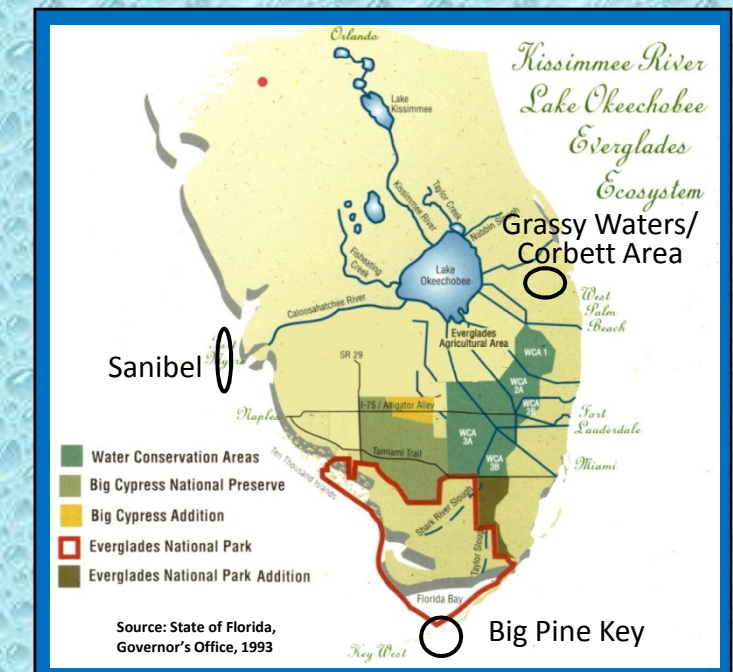 Orlando
Kissimmee River
Lake Okeechobee
Everglades
Ecosystem
Lake
Kissimmee
Kissimmee River
Taylor Creek
Nubbin
Grassy Waters/
Corbett Area
Fisheating
Creek
Lake
Okeechobee
Caloosahatchee River
West
Palm
Beach
Everglades
Agricultural Area
Sanibel
SR 29
WCA 1
WCA
2A
WCA
2B
I-75 / Alligator Alley
Naples
Fort
Lauderdale
WCA
3A
WCA
3B
Tamiami Trail
Miami
Ten Thousand Islands
Water Conservation Areas
Big Cypress National Preserve
Big Cypress Addition
Everglades National Park
Everglades National Park Addition
Shark River Slough
Taylor Slough
Florida Bay
Source: State of Florida,
Governor's Office, 1993
Key West
Big Pine Key